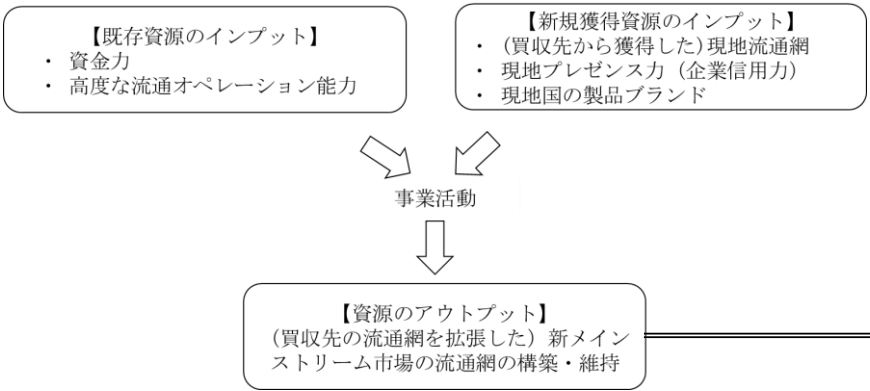 【既存資源のインプット】
・ 資金力
・ 高度な流通オペレーション能力
【新規獲得資源のインプット】
・ (買収先から獲得した)現地流通網
・ 現地プレゼンス力（企業信用力）
・ 現地国の製品ブランド
事業活動
【資源のアウトプット】
（買収先の流通網を拡張した）新メイン
ストリーム市場の流通網の構築・維持